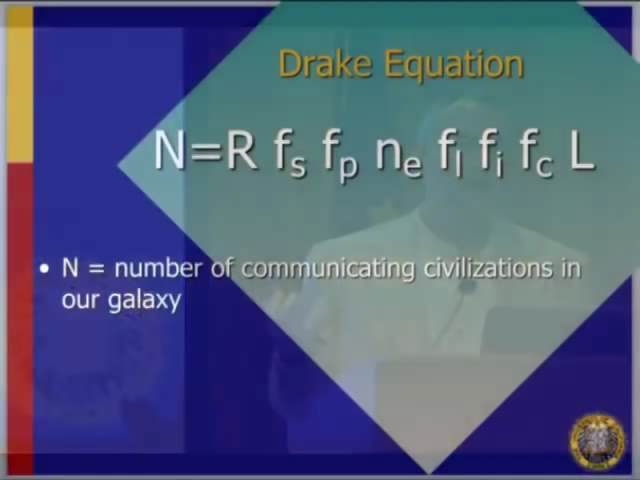 Drake Equation
N=R fs fp ne fl fi fc L
• N = number of communicating civilizations in
our galaxy